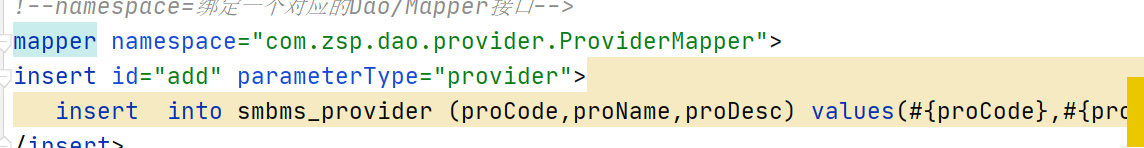 !--namespace=绑定一个对应的Dao/Mapper接口-->
mapper namespace="com.zsp.dao.provider.ProviderMapper">
insert id="add" parameterType="provider">
insert  into smbms_provider (proCode,proName,proDesc) values(#{proCode},#{pro
/insert>